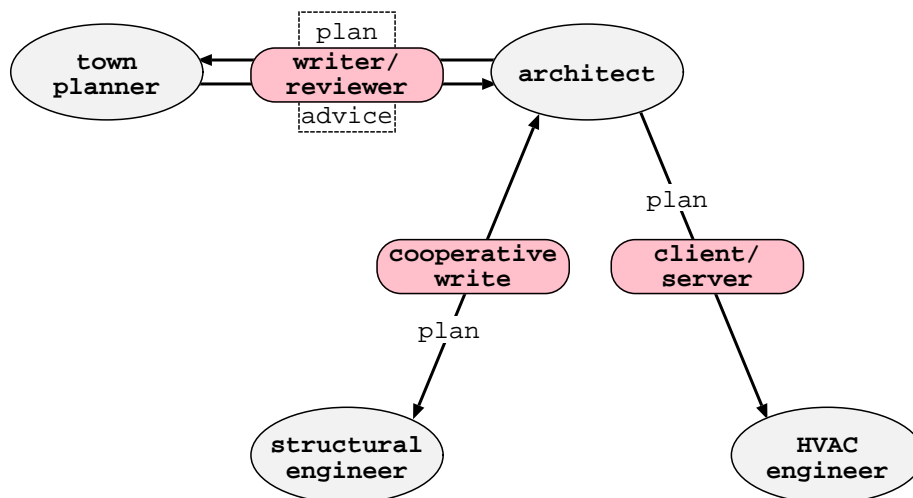 plan
town
planner
writer/
reviewer
architect
advice
plan
cooperative
write
client/
server
plan
structural
engineer
HVAC
engineer